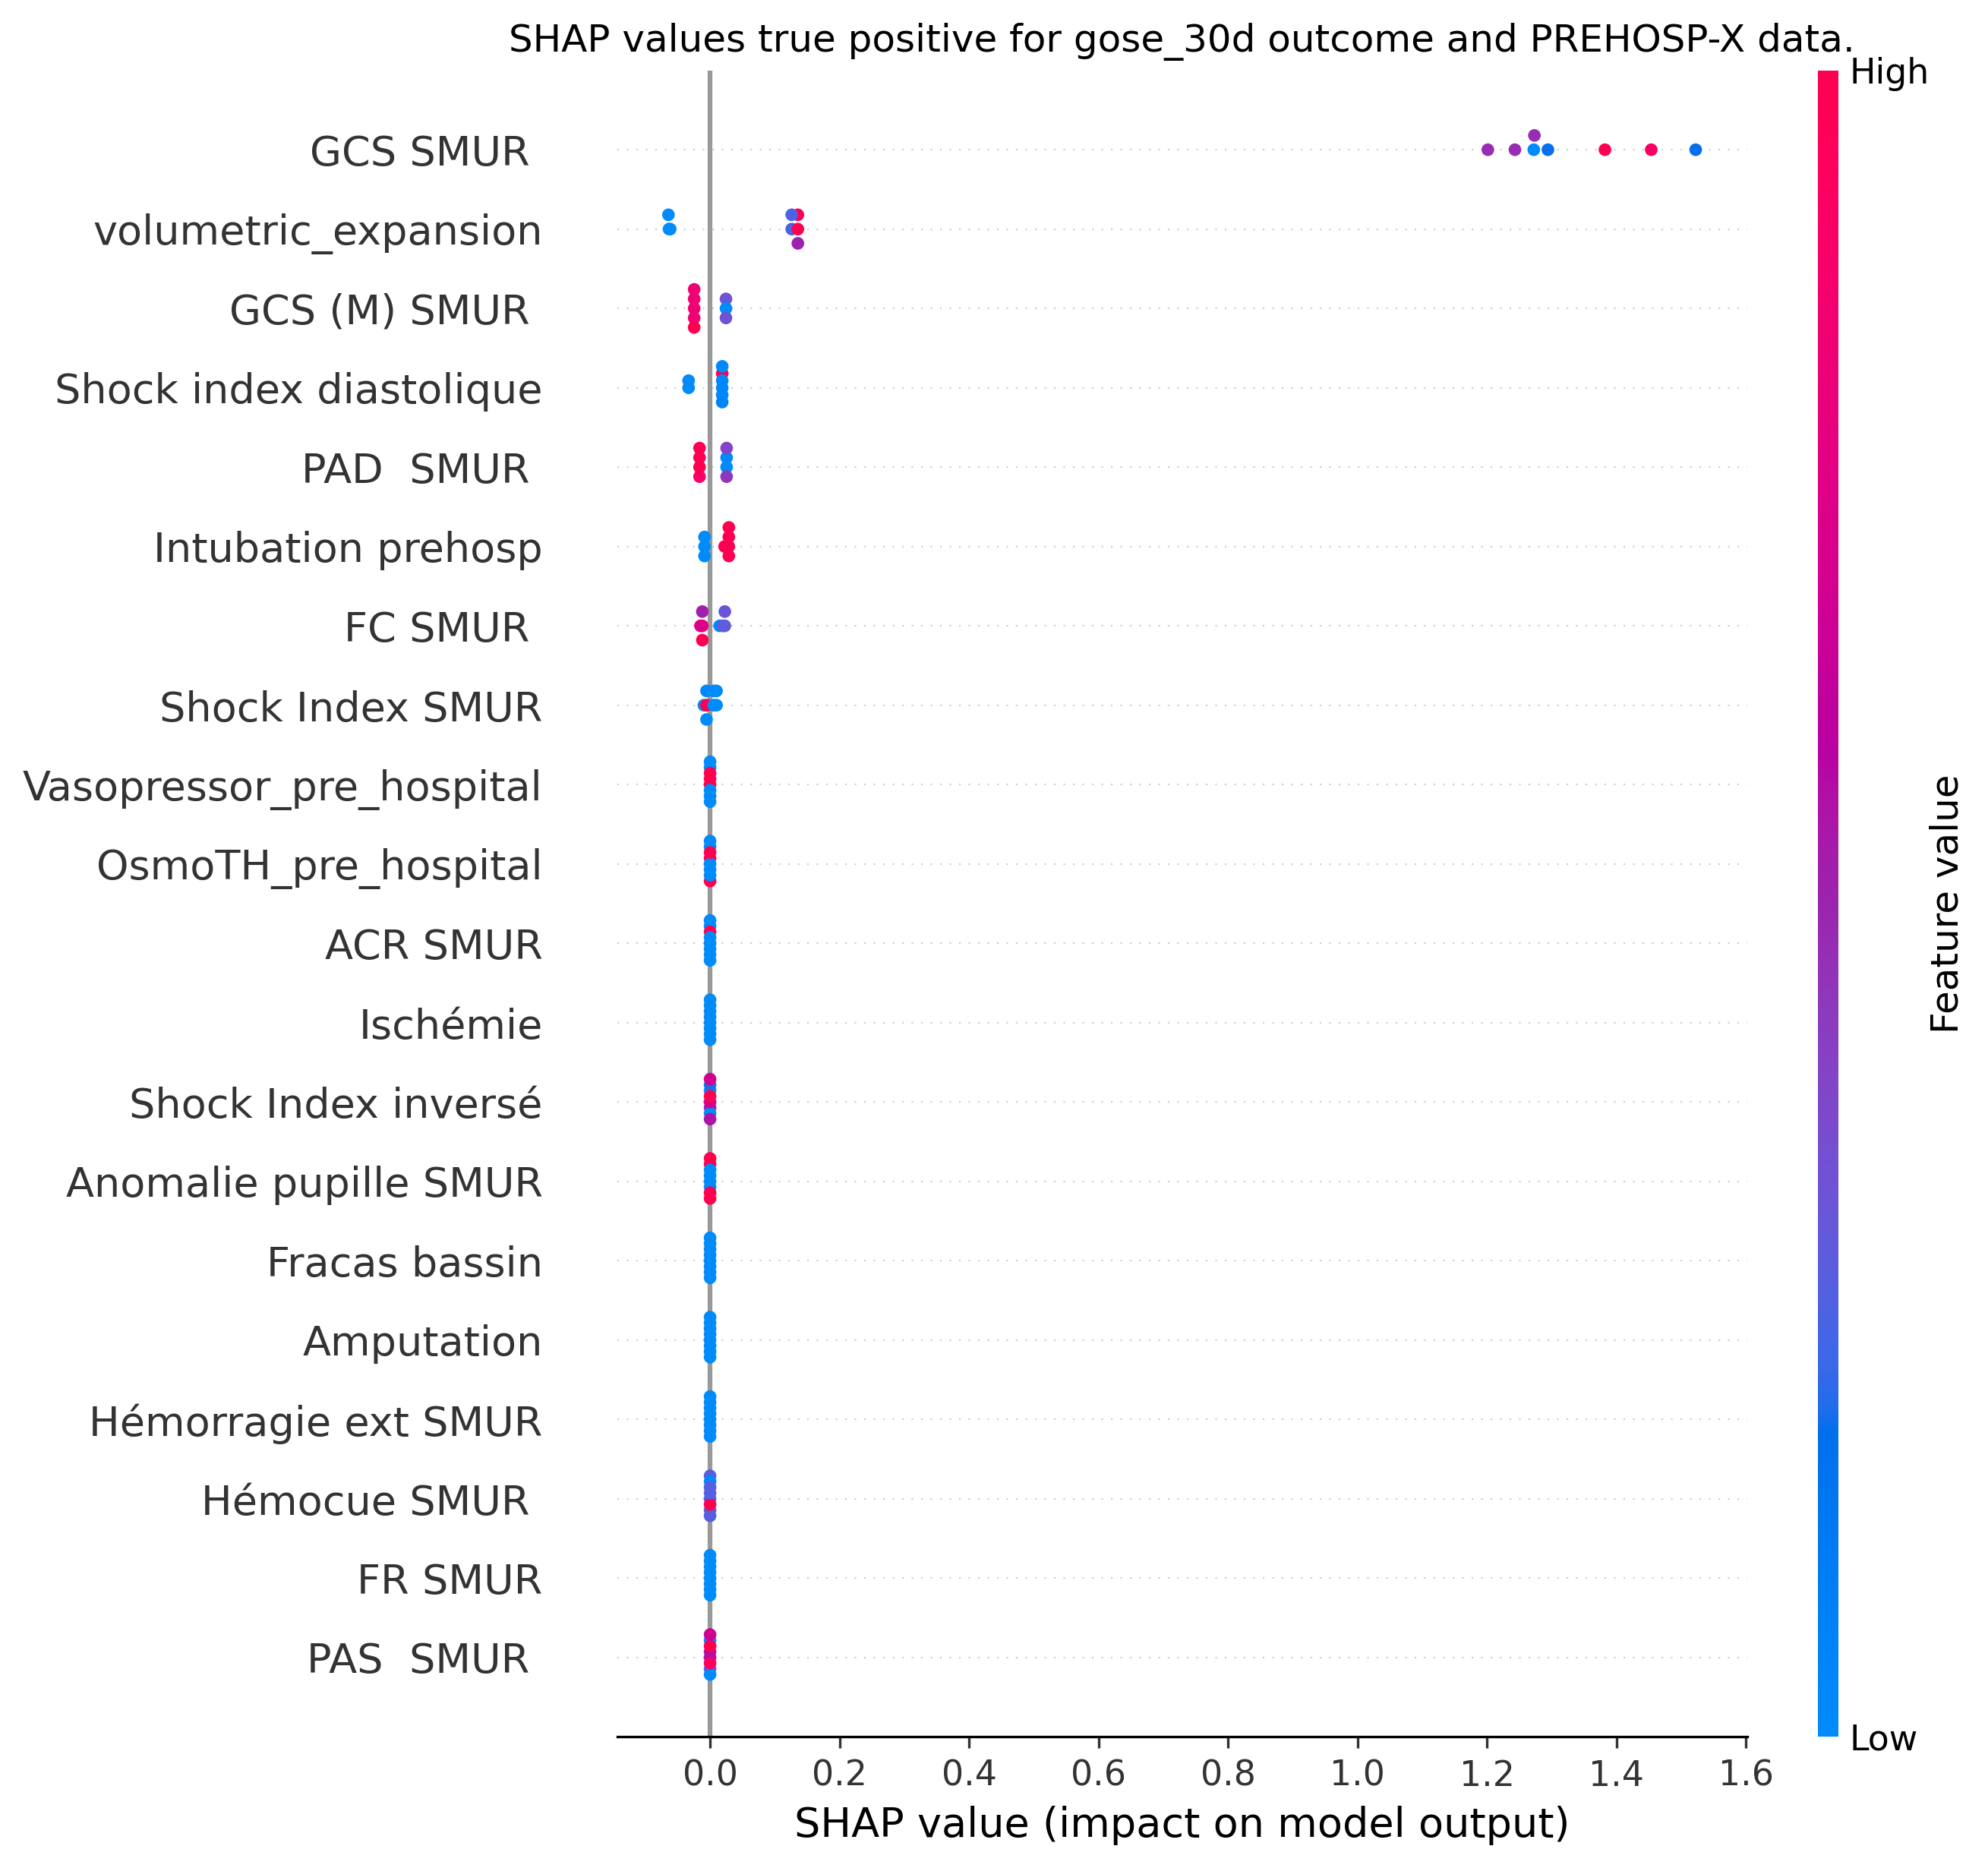 SHAP values true positive for gose_30d outcome and PREHOSP-X data.
High
GCS SMUR
volumetric_expansion
GCS (M) SMUR
Shock index diastolique
PAD  SMUR
Intubation prehosp
FC SMUR
Shock Index SMUR
Vasopressor_pre_hospital
OsmoTH_pre_hospital
ACR SMUR
Ischémie
Shock Index inversé
Anomalie pupille SMUR
Fracas bassin
Amputation
Hémorragie ext SMUR
Hémocue SMUR
FR SMUR
PAS  SMUR
Feature value
Low
0.0 0.2 0.4 0.6 0.8 1.0 1.2 1.4 1.6
SHAP value (impact on model output)